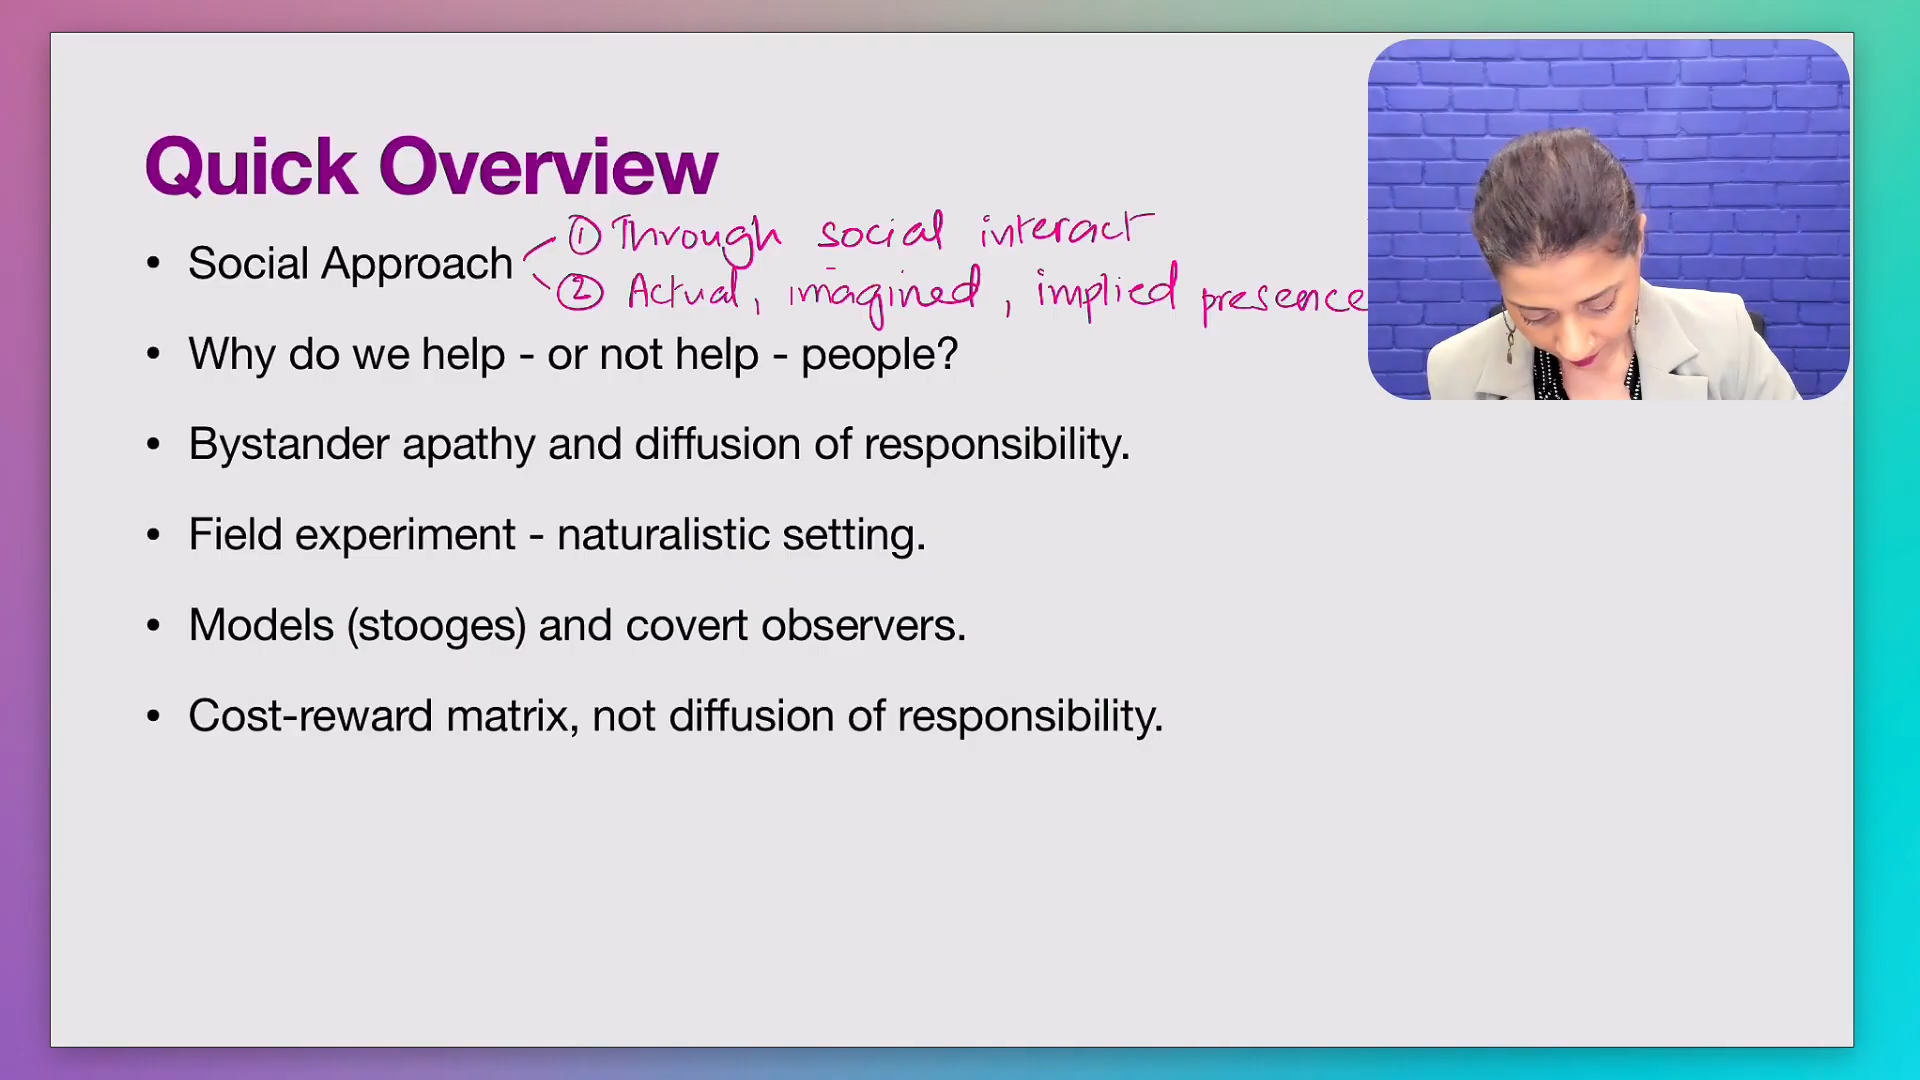 Quick Overview
• Social Approach
① Through social interact
② Actual, imagined, implied presence
• Why do we help - or not help - people?
• Bystander apathy and diffusion of responsibility.
• Field experiment - naturalistic setting.
• Models (stooges) and covert observers.
• Cost-reward matrix, not diffusion of responsibility.